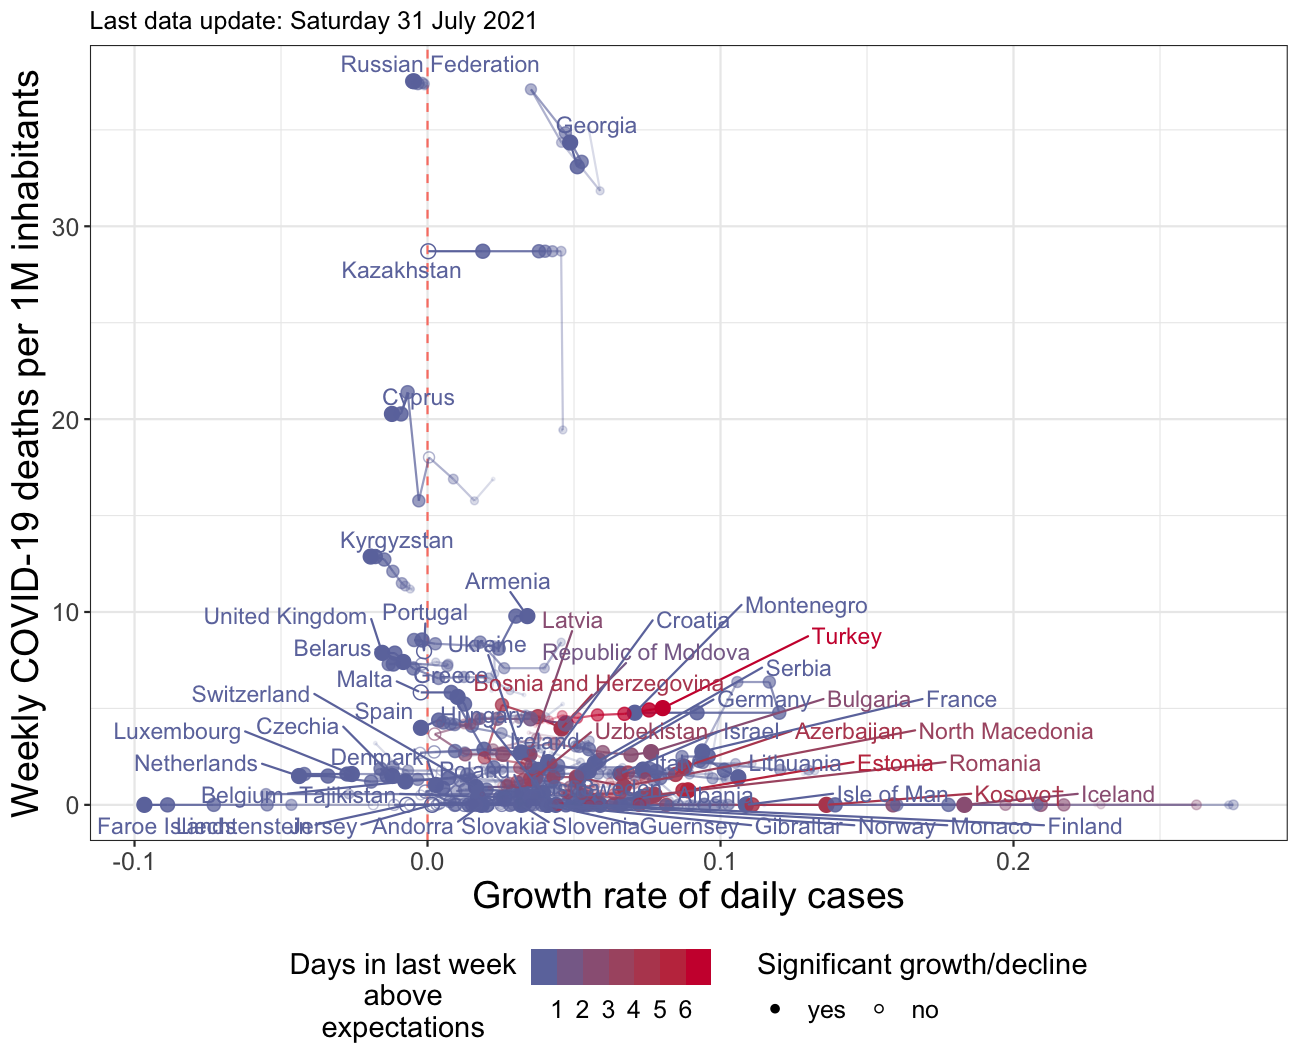 Last data update: Saturday 31 July 2021
Weekly COVID-19 deaths per 1M inhabitants
Russian Federation
Georgia
30
Kazakhstan
Cyprus
20
Kyrgyzstan
Armenia
10
United Kingdom
Portugal
Latvia
Croatia
Montenegro
Belarus
Ukraine
Republic of Moldova
Turkey
Malta
Greece
Bosnia and Herzegovina
Serbia
Switzerland
Spain
Hungary
Germany
Bulgaria
France
Luxembourg
Czechia
Ireland
Uzbekistan
Israel
Azerbaijan
North Macedonia
Netherlands
Denmark
Poland
Italy
Lithuania
Estonia
Romania
Belgium
Tajikistan
Sweden
Albania
Isle of Man
Kosovo†
Iceland
0
Faroe Islands
Liechtenstein
Jersey
Andorra
Slovakia
Slovenia
Guernsey
Gibraltar
Norway
Monaco
Finland
-0.1 0.0 0.1 0.2
Growth rate of daily cases
Days in last week
above
expectations
1 2 3 4 5 6
Significant growth/decline
yes no